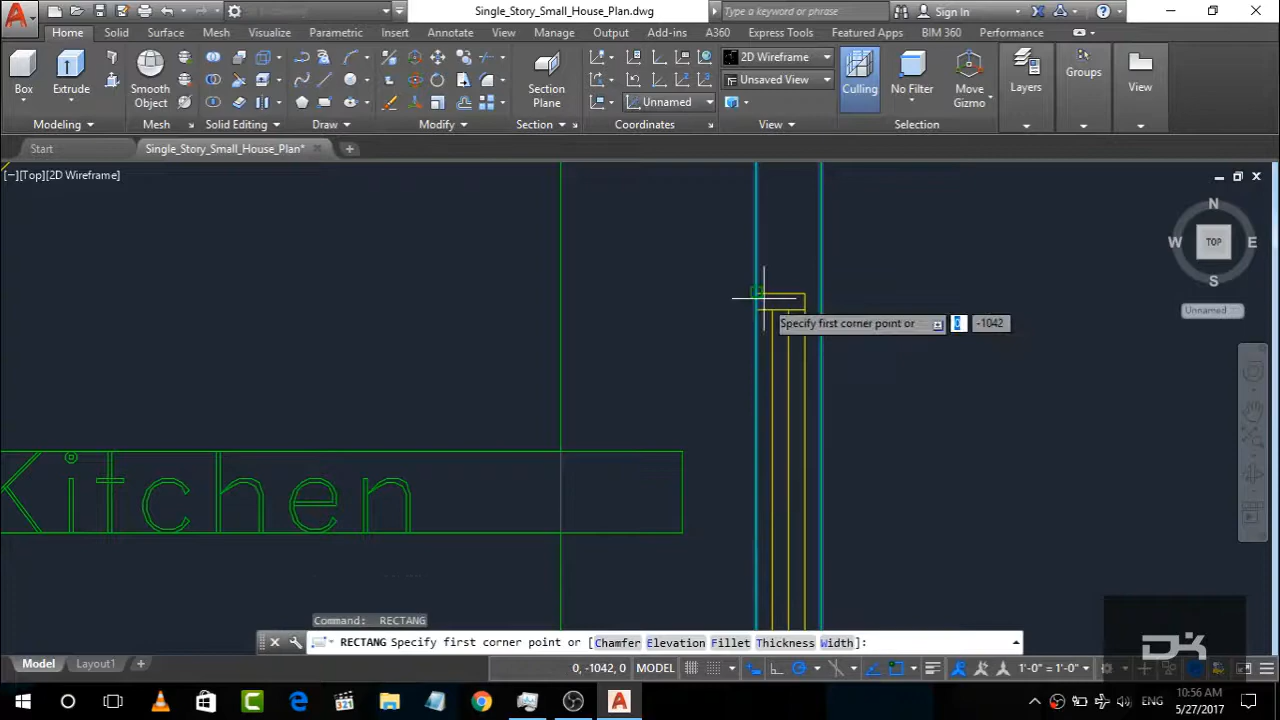 Single_Story_Small_House_Plan.dwg
Type a keyword or phrase
Sign In
Home Solid Surface Mesh Visualize Parametric Insert Annotate View Manage Output Add-ins A360 Express Tools Featured Apps BIM 360 Performance
Box Extrude Smooth Object Section Plane
2D Wireframe
Unsaved View
Unnamed
Culling No Filter Move Gizmo Layers Groups View
Modeling Mesh Solid Editing Draw Modify Section Coordinates View Selection
Start Single_Story_Small_House_Plan*
[−][Top][2D Wireframe]
N
W TOP E
S
Unnamed
Specify first corner point or 0 -1042
Kitchen
Command: RECTANG
RECTANG Specify first corner point or [Chamfer Elevation Fillet Thickness Width]:
Model Layout1
0, -1042, 0 MODEL 1'-0" = 1'-0"
DK
321
ENG
10:56 AM
5/27/2017